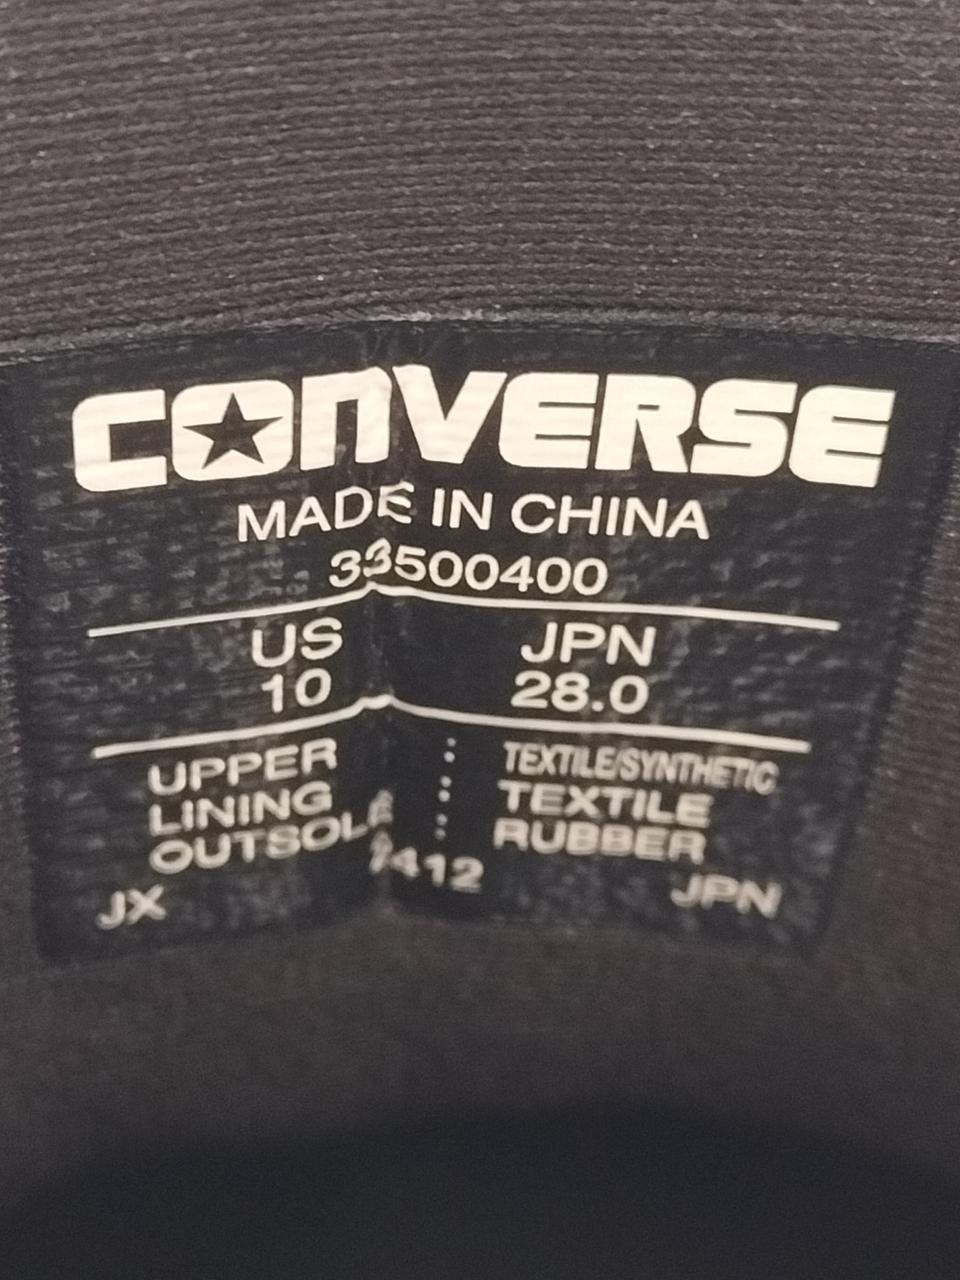 CONVERSE
MADE IN CHINA
33500400
US JPN
10 28.0
UPPER : TEXTILE/SYNTHETIC
LINING : TEXTILE
OUTSOLE : RUBBER
JX JPN